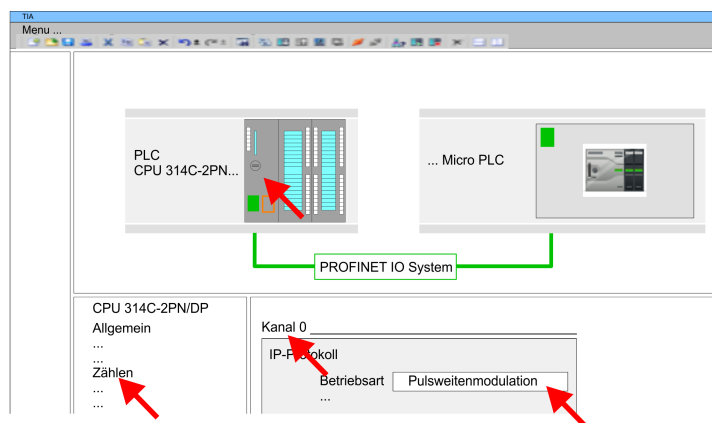 TIA
Menu ...
PLC
CPU 314C-2PN...
... Micro PLC
PROFINET IO System
CPU 314C-2PN/DP
Allgemein
...
...
Zählen
...
...
Kanal 0
IP-Protokoll
Betriebsart Pulsweitenmodulation
...